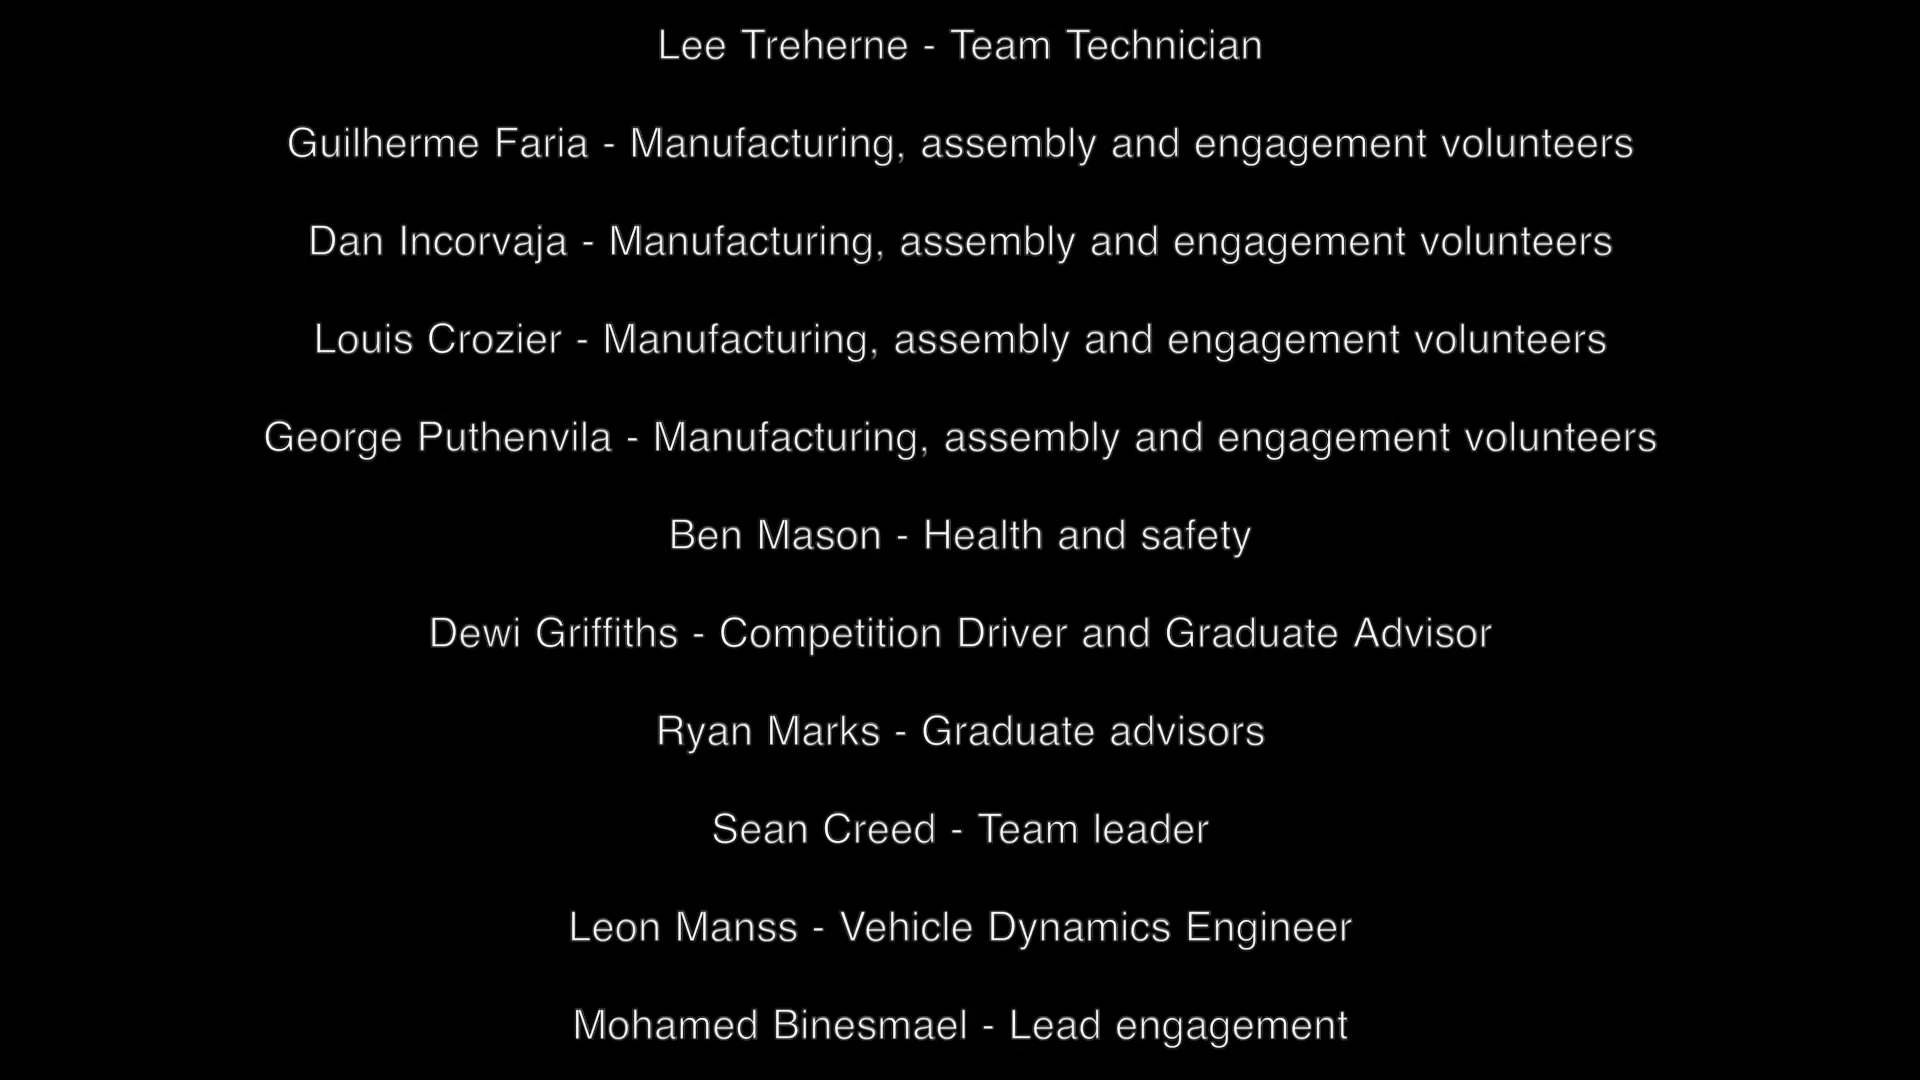 Lee Treherne - Team Technician
Guilherme Faria - Manufacturing, assembly and engagement volunteers
Dan Incorvaja - Manufacturing, assembly and engagement volunteers
Louis Crozier - Manufacturing, assembly and engagement volunteers
George Puthenvila - Manufacturing, assembly and engagement volunteers
Ben Mason - Health and safety
Dewi Griffiths - Competition Driver and Graduate Advisor
Ryan Marks - Graduate advisors
Sean Creed - Team leader
Leon Manss - Vehicle Dynamics Engineer
Mohamed Binesmael - Lead engagement